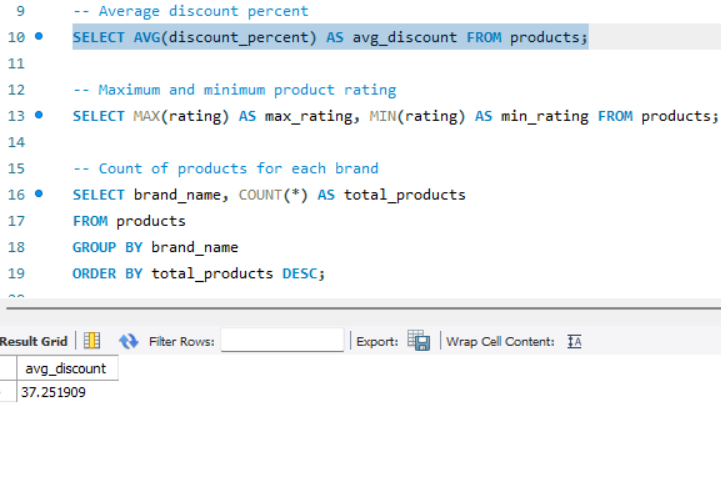 9 -- Average discount percent
10 SELECT AVG(discount_percent) AS avg_discount FROM products;
11
12 -- Maximum and minimum product rating
13 SELECT MAX(rating) AS max_rating, MIN(rating) AS min_rating FROM products;
14
15 -- Count of products for each brand
16 SELECT brand_name, COUNT(*) AS total_products
17 FROM products
18 GROUP BY brand_name
19 ORDER BY total_products DESC;
Result Grid Filter Rows: Export: Wrap Cell Content: IA
avg_discount
37.251909